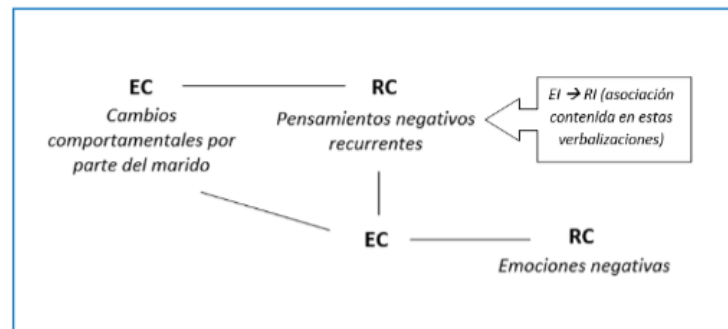 EC
Cambios
comportamentales por
parte del marido
RC
Pensamientos negativos
recurrentes
EI → RI (asociación
contenida en estas
verbalizaciones)
EC
RC
Emociones negativas